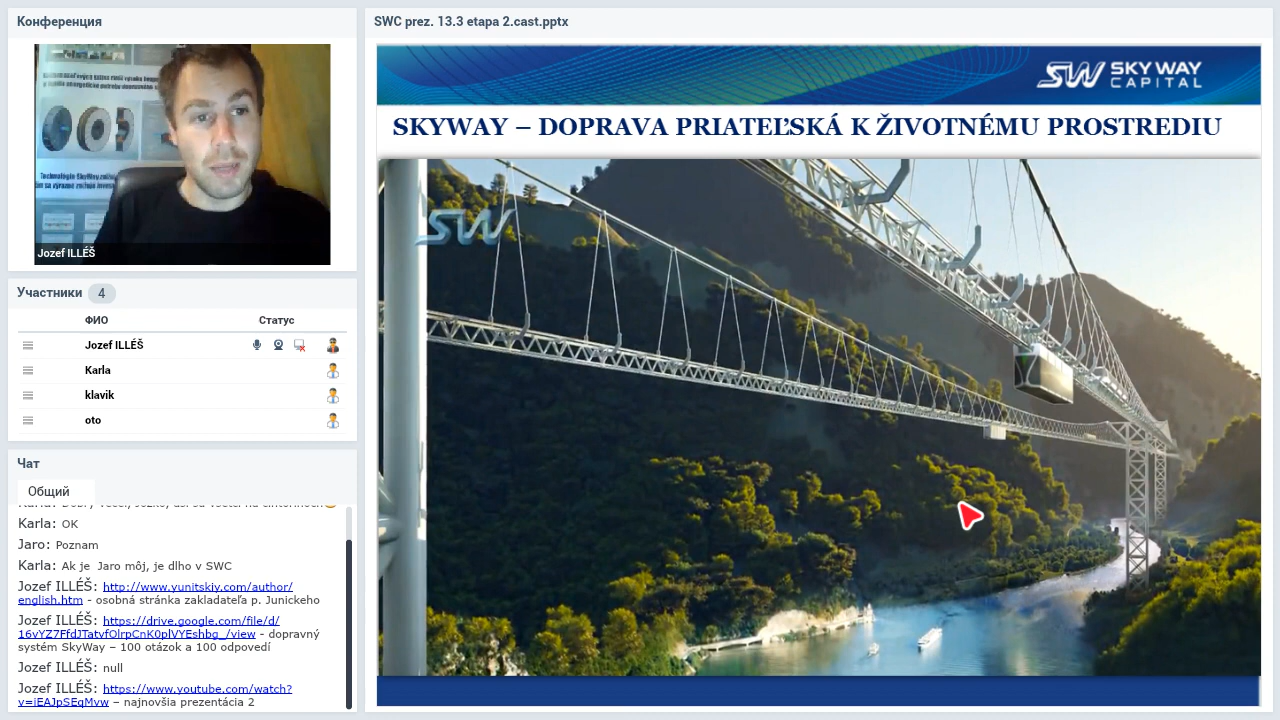 Конференция
Jozef ILLÉŠ
Участники 4
ФИО Статус
Jozef ILLÉŠ
Karla
klavik
oto
Чат
Общий
Karla: OK
Jaro: Poznam
Karla: Ak je Jaro môj, je dlho v SWC
Jozef ILLÉŠ: http://www.yunitskiy.com/author/
english.htm - osobná stránka zakladateľa p. Junickeho
Jozef ILLÉŠ: https://drive.google.com/file/d/
16vYZ7FfdJTatvfOlrpCnK0plVYEshbg_/view - dopravný
systém SkyWay – 100 otázok a 100 odpovedí
Jozef ILLÉŠ: null
Jozef ILLÉŠ: https://www.youtube.com/watch?
v=iEAJpSEqMvw – najnovšia prezentácia 2
SWC prez. 13.3 etapa 2.cast.pptx
SW SKY WAY
CAPITAL
SKYWAY – DOPRAVA PRIATEĽSKÁ K ŽIVOTNÉMU PROSTREDIU
SW